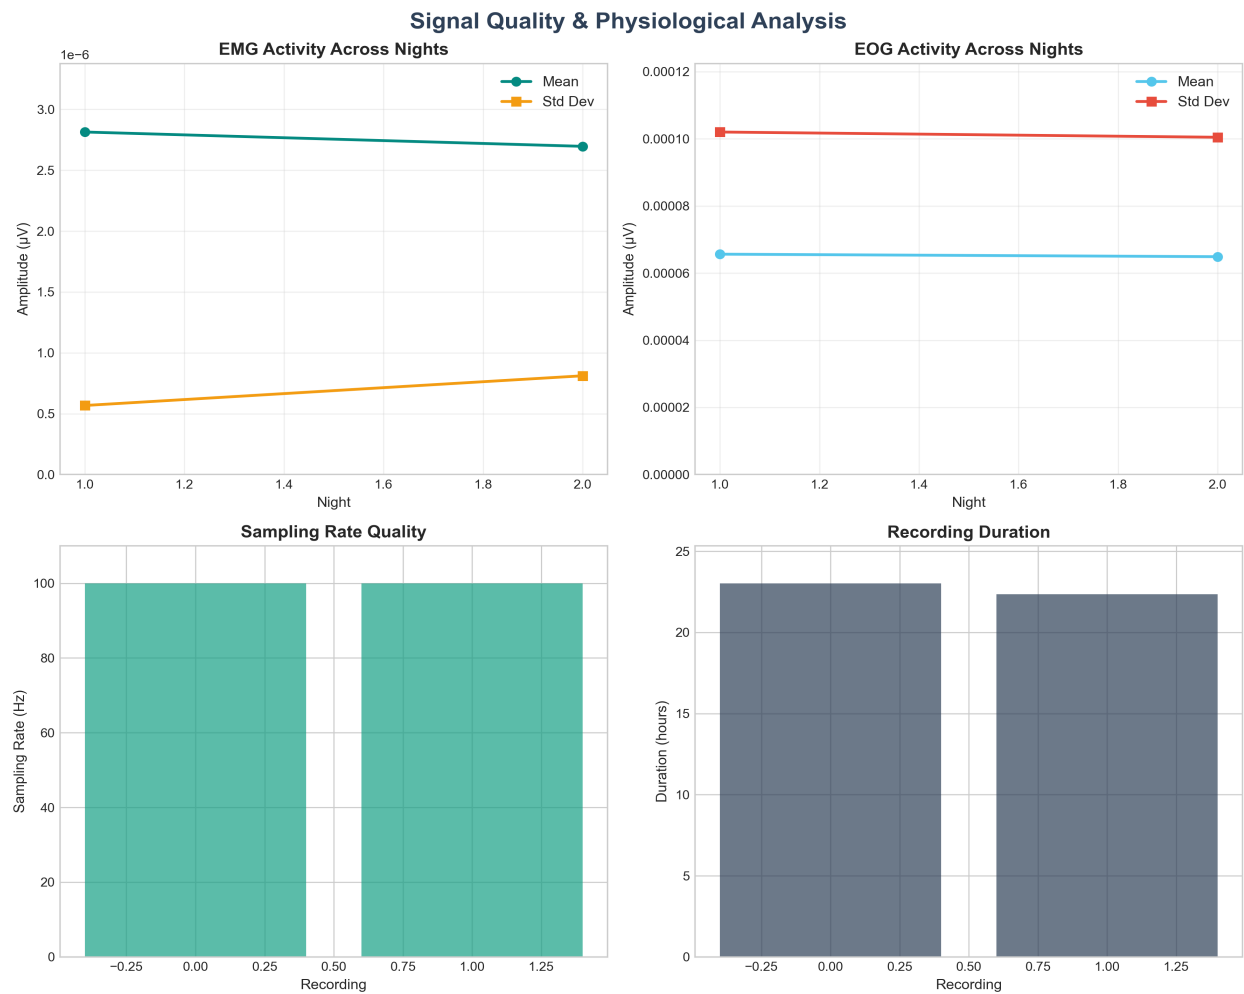 Signal Quality & Physiological Analysis
EMG Activity Across Nights
1e−6
Mean
Std Dev
3.0
2.5
2.0
1.5
1.0
0.5
0.0
Amplitude (μV)
1.0 1.2 1.4 1.6 1.8 2.0
Night
EOG Activity Across Nights
Mean
Std Dev
0.00012
0.00010
0.00008
0.00006
0.00004
0.00002
0.00000
Amplitude (μV)
1.0 1.2 1.4 1.6 1.8 2.0
Night
Sampling Rate Quality
100
80
60
40
20
0
Sampling Rate (Hz)
−0.25 0.00 0.25 0.50 0.75 1.00 1.25
Recording
Recording Duration
25
20
15
10
5
0
Duration (hours)
−0.25 0.00 0.25 0.50 0.75 1.00 1.25
Recording